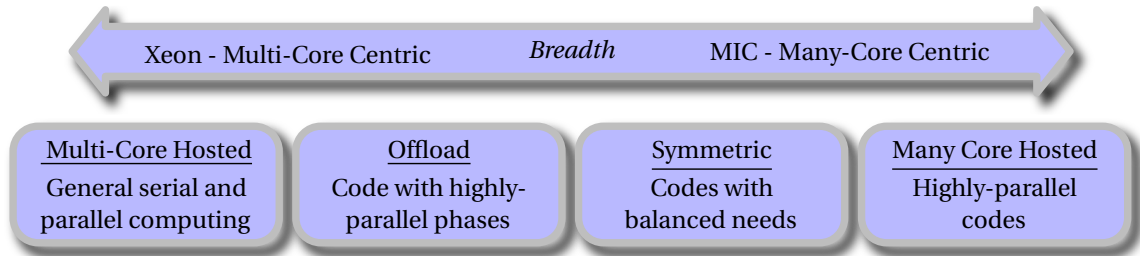 Xeon - Multi-Core Centric Breadth MIC - Many-Core Centric
Multi-Core Hosted
General serial and
parallel computing
Offload
Code with highly-
parallel phases
Symmetric
Codes with
balanced needs
Many Core Hosted
Highly-parallel
codes